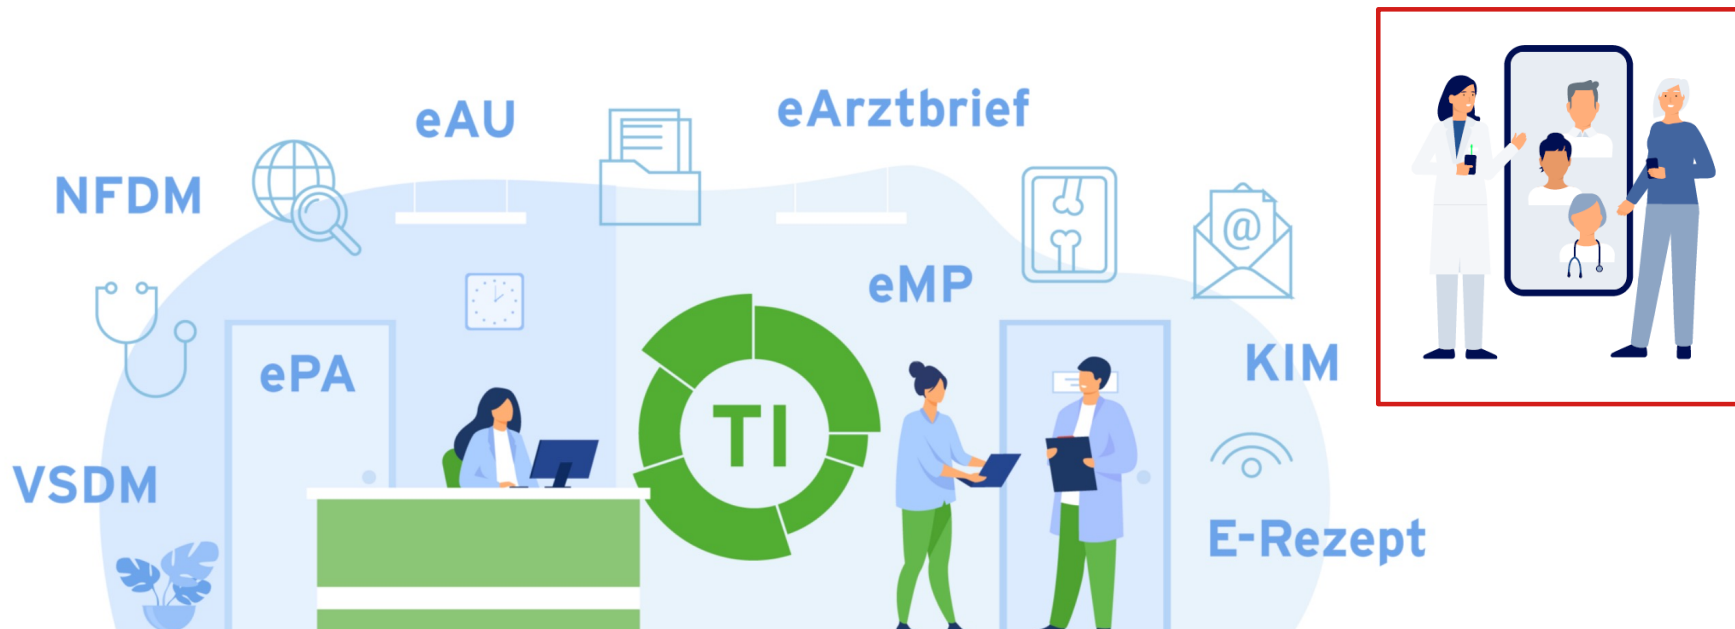 eAU
eArztbrief
NFDM
eMP
ePA
KIM
TI
VSDM
E-Rezept